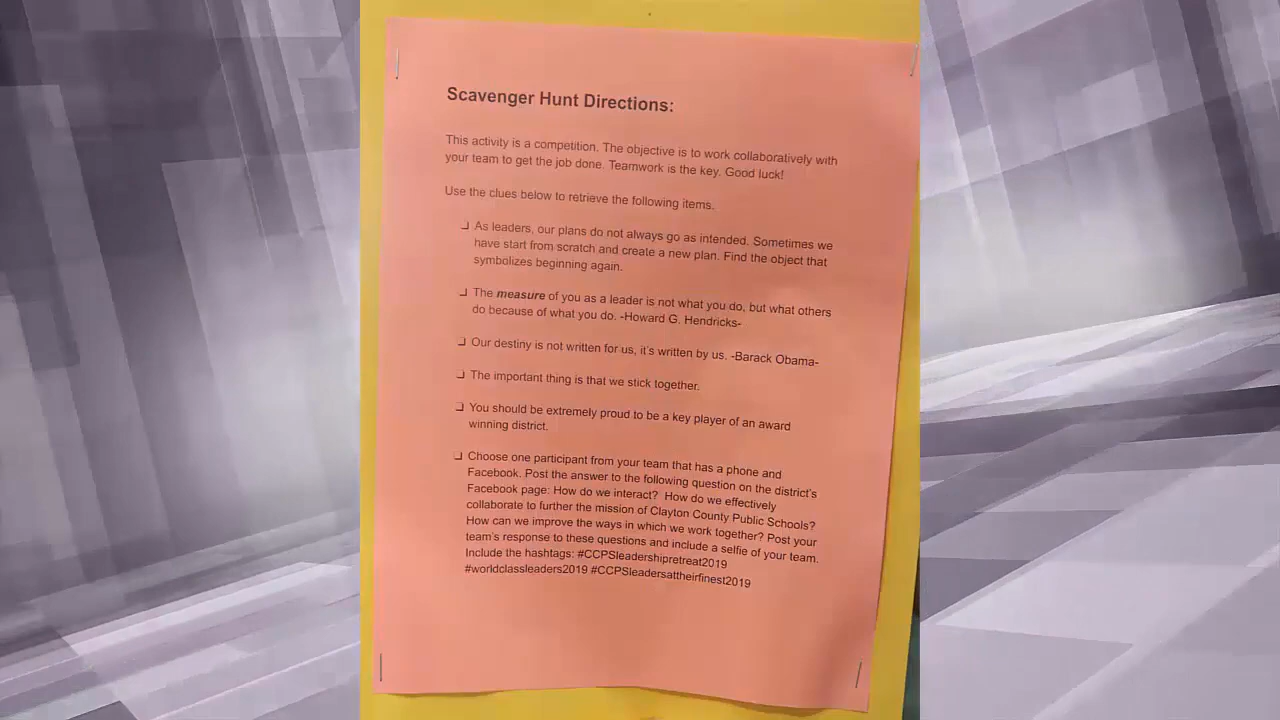 Scavenger Hunt Directions:
This activity is a competition. The objective is to work collaboratively with
your team to get the job done. Teamwork is the key. Good luck!
Use the clues below to retrieve the following items.
❏ As leaders, our plans do not always go as intended. Sometimes we
have start from scratch and create a new plan. Find the object that
symbolizes beginning again.
❏ The measure of you as a leader is not what you do, but what others
do because of what you do. -Howard G. Hendricks-
❏ Our destiny is not written for us, it's written by us. -Barack Obama-
❏ The important thing is that we stick together.
❏ You should be extremely proud to be a key player of an award
winning district.
❏ Choose one participant from your team that has a phone and
Facebook. Post the answer to the following question on the district's
Facebook page: How do we interact? How do we effectively
collaborate to further the mission of Clayton County Public Schools?
How can we improve the ways in which we work together? Post your
team's response to these questions and include a selfie of your team.
Include the hashtags: #CCPSleadershipretreat2019
#worldclassleaders2019 #CCPSleadersattheirfinest2019